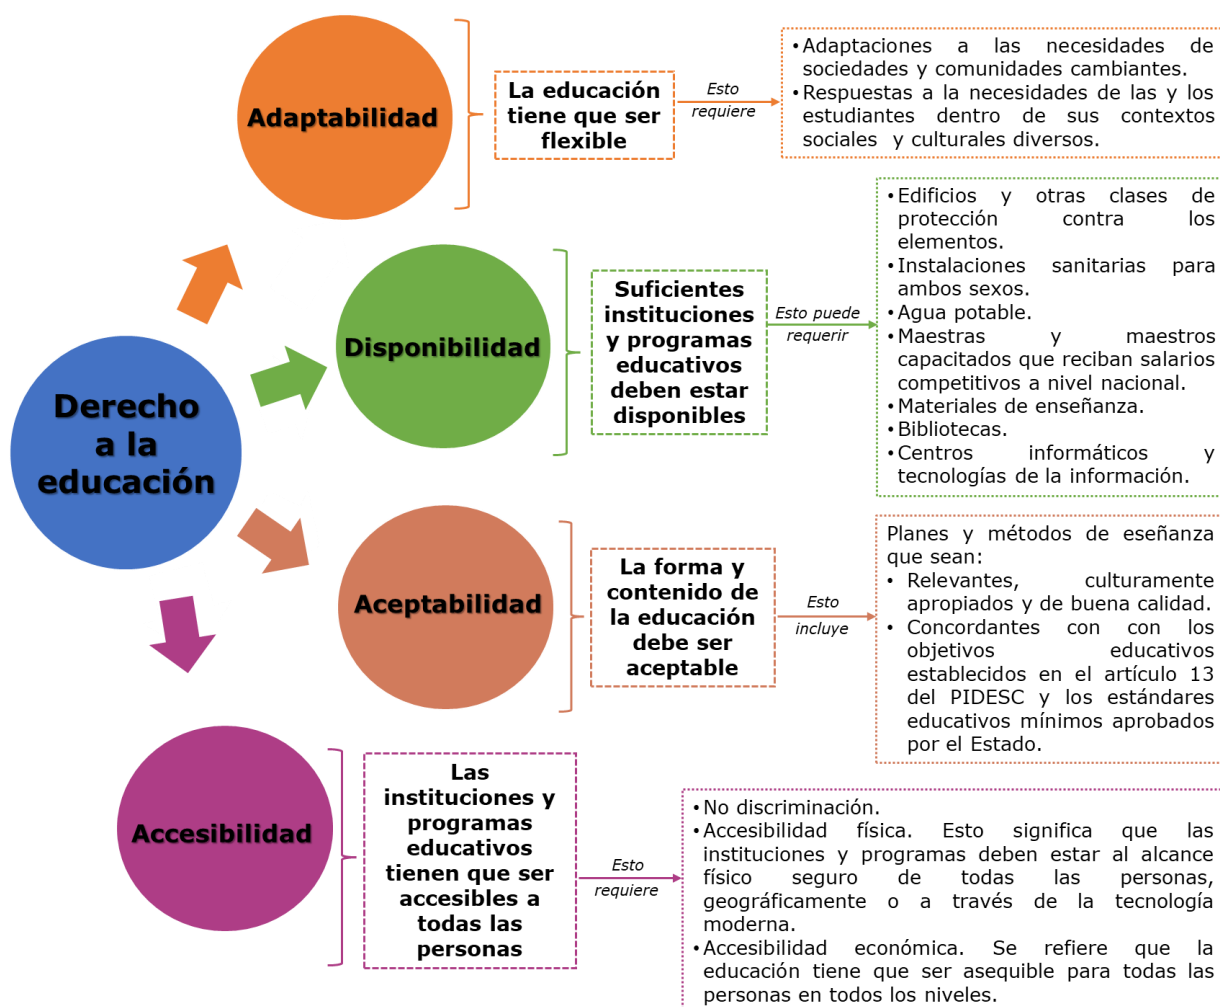 Derecho
a la
educación
Adaptabilidad
La educación
tiene que ser
flexible
Esto
requiere
• Adaptaciones a las necesidades de
sociedades y comunidades cambiantes.
• Respuestas a la necesidades de las y los
estudiantes dentro de sus contextos
sociales y culturales diversos.
Disponibilidad
Suficientes
instituciones
y programas
educativos
deben estar
disponibles
Esto puede
requerir
• Edificios y otras clases de
protección contra los
elementos.
• Instalaciones sanitarias para
ambos sexos.
• Agua potable.
• Maestras y maestros
capacitados que reciban salarios
competitivos a nivel nacional.
• Materiales de enseñanza.
• Bibliotecas.
• Centros informáticos y
tecnologías de la información.
Aceptabilidad
La forma y
contenido de
la educación
debe ser
aceptable
Esto
incluye
Planes y métodos de eseñanza
que sean:
• Relevantes, culturamente
apropiados y de buena calidad.
• Concordantes con con los
objetivos educativos
establecidos en el artículo 13
del PIDESC y los estándares
educativos mínimos aprobados
por el Estado.
Accesibilidad
Las
instituciones y
programas
educativos
tienen que ser
accesibles a
todas las
personas
Esto
requiere
• No discriminación.
• Accesibilidad física. Esto significa que las
instituciones y programas deben estar al alcance
físico seguro de todas las personas,
geográficamente o a través de la tecnología
moderna.
• Accesibilidad económica. Se refiere que la
educación tiene que ser asequible para todas las
personas en todos los niveles.